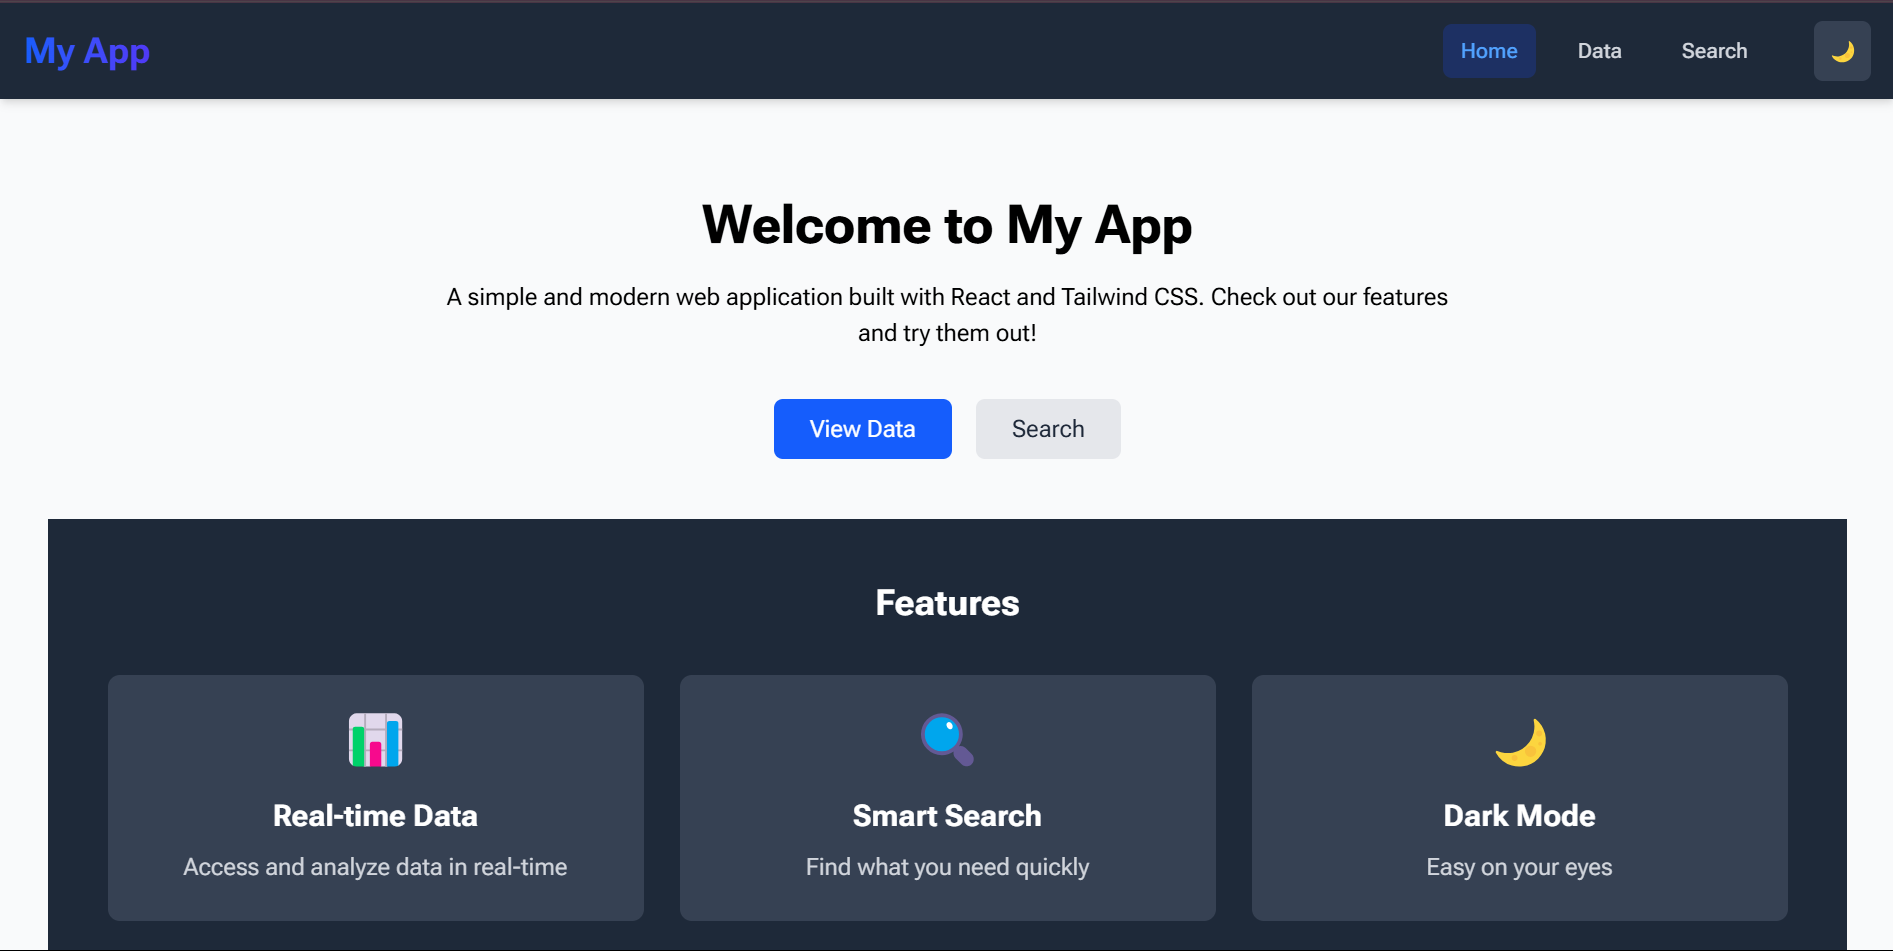 My App
Home
Data
Search
Welcome to My App
A simple and modern web application built with React and Tailwind CSS. Check out our features
and try them out!
View Data
Search
Features
Real-time Data
Access and analyze data in real-time
Smart Search
Find what you need quickly
Dark Mode
Easy on your eyes